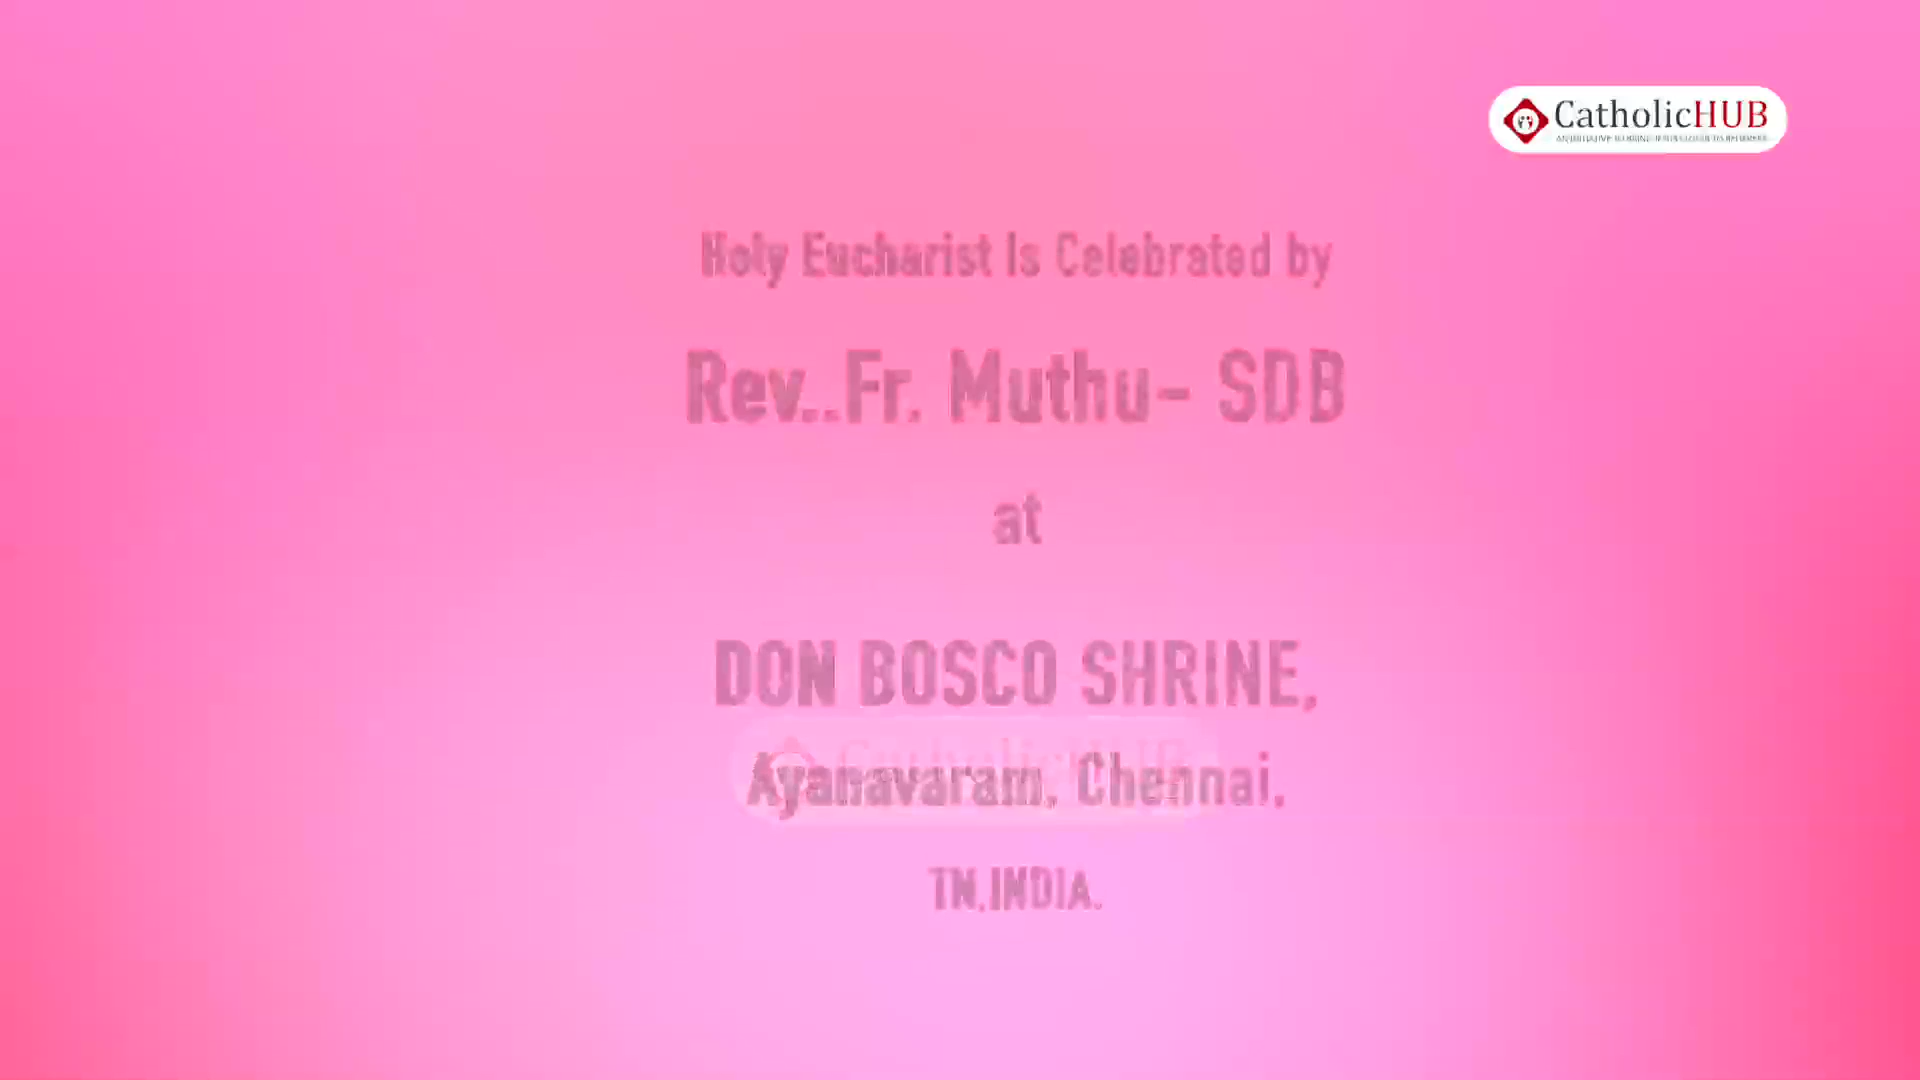 CatholicHUB
Holy Eucharist Is Celebrated by
Rev..Fr. Muthu- SDB
at
DON BOSCO SHRINE,
Ayanavaram, Chennai,
TN,INDIA.